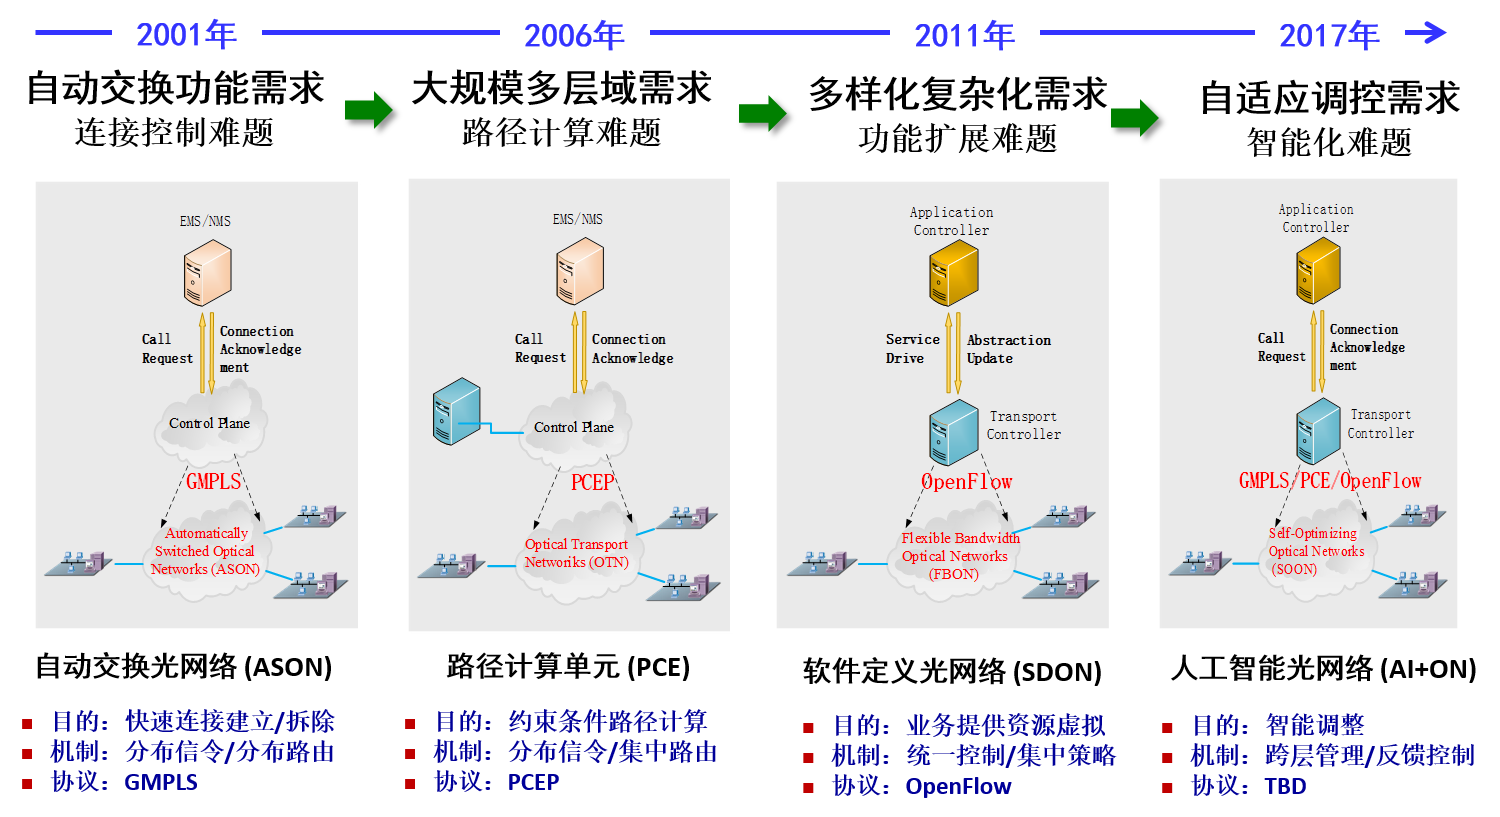 2001年
2006年
2011年
2017年
自动交换功能需求
连接控制难题
大规模多层域需求
路径计算难题
多样化复杂化需求
功能扩展难题
自适应调控需求
智能化难题
EMS/NMS
Call
Request
Connection
Acknowledge
ment
Control Plane
GMPLS
Automatically
Switched Optical
Networks (ASON)
EMS/NMS
Call
Request
Connection
Acknowledge
Control Plane
PCEP
Optical Transport
Networiks (OTN)
Application
Controller
Service
Drive
Abstraction
Update
Transport
Controller
OpenFlow
Flexible Bandwidth
Optical Networks
(FBON)
Application
Controller
Call
Request
Connection
Acknowledge
ment
Transport
Controller
GMPLS/PCE/OpenFlow
Self-Optimizing
Optical Networks
(SOON)
自动交换光网络 (ASON)
目的：快速连接建立/拆除
机制：分布信令/分布路由
协议：GMPLS
路径计算单元 (PCE)
目的：约束条件路径计算
机制：分布信令/集中路由
协议：PCEP
软件定义光网络 (SDON)
目的：业务提供资源虚拟
机制：统一控制/集中策略
协议：OpenFlow
人工智能光网络 (AI+ON)
目的：智能调整
机制：跨层管理/反馈控制
协议：TBD